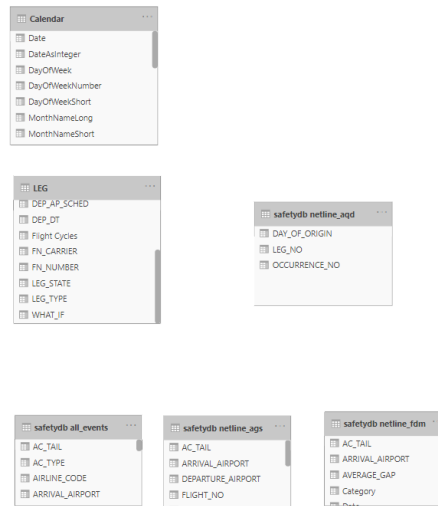 Calendar
Date
DateAsInteger
DayOfWeek
DayOfWeekNumber
DayOfWeekShort
MonthNameLong
MonthNameShort
LEG
DEP_AP_SCHED
DEP_DT
Flight Cycles
FN_CARRIER
FN_NUMBER
LEG_STATE
LEG_TYPE
WHAT_IF
safetydb netline_aqd
DAY_OF_ORIGIN
LEG_NO
OCCURRENCE_NO
safetydb all_events
AC_TAIL
AC_TYPE
AIRLINE_CODE
ARRIVAL_AIRPORT
safetydb netline_ags
AC_TAIL
ARRIVAL_AIRPORT
DEPARTURE_AIRPORT
FLIGHT_NO
safetydb netline_fdm
AC_TAIL
ARRIVAL_AIRPORT
AVERAGE_GAP
Category